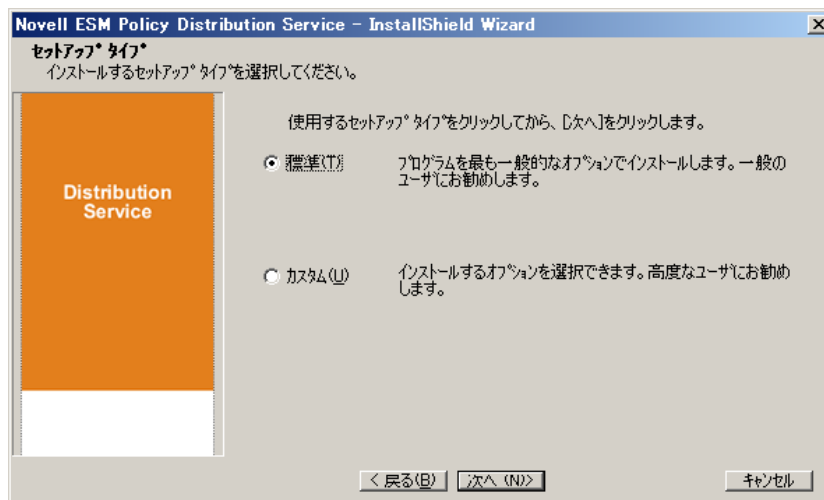 Novell ESM Policy Distribution Service - InstallShield Wizard
セットアップ タイプ
インストールするセットアップ タイプを選択してください。
Distribution
Service
使用するセットアップ タイプをクリックしてから、[次へ]をクリックします。
標準(T)
プログラムを最も一般的なオプションでインストールします。一般の
ユーザにお勧めします。
カスタム(U)
インストールするオプションを選択できます。高度なユーザにお勧め
します。
< 戻る(B)
次へ (N)>
キャンセル